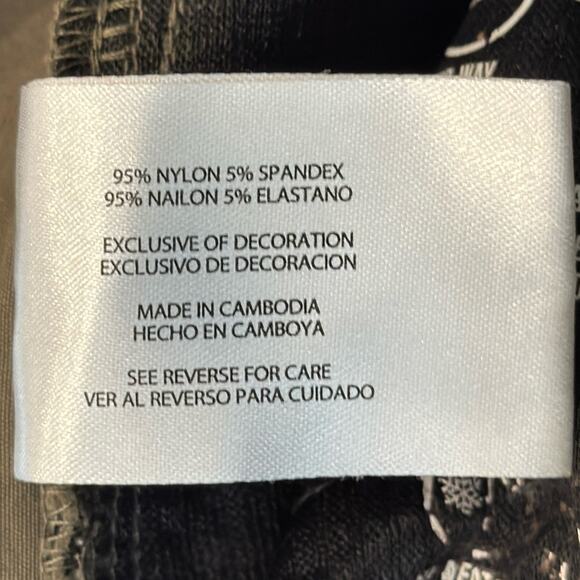 WAY
95% NYLON 5% SPANDEX
95% NAILON 5% ELASTANO
EXCLUSIVE OF DECORATION
EXCLUSIVO DE DECORACION
MADE IN CAMBODIA
HECHO EN CAMBOYA
SEE REVERSE FOR CARE
VER AL REVERSO PARA CUIDADO